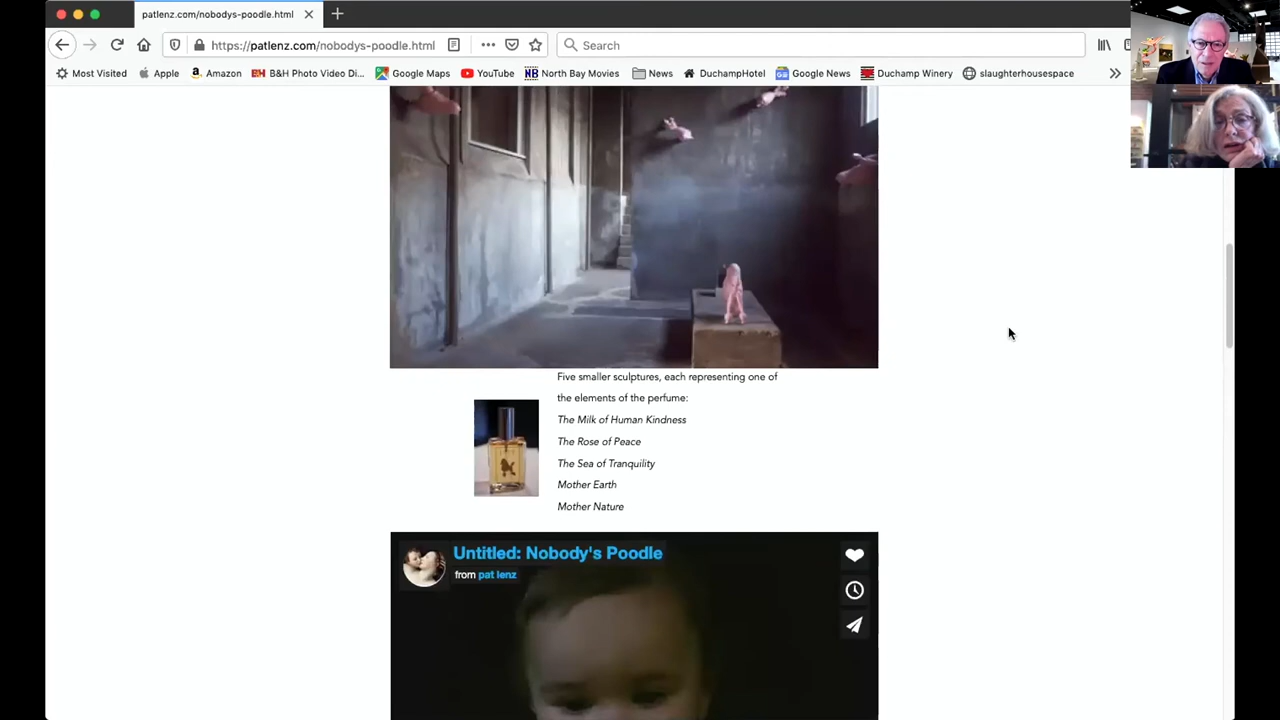 patlenz.com/nobodys-poodle.html
https://patlenz.com/nobodys-poodle.html
Search
Most Visited
Apple
Amazon
B&H Photo Video Di...
Google Maps
YouTube
North Bay Movies
News
DuchampHotel
Google News
Duchamp Winery
slaughterhousespace
Five smaller sculptures, each representing one of
the elements of the perfume:
The Milk of Human Kindness
The Rose of Peace
The Sea of Tranquility
Mother Earth
Mother Nature
Untitled: Nobody's Poodle
from pat lenz